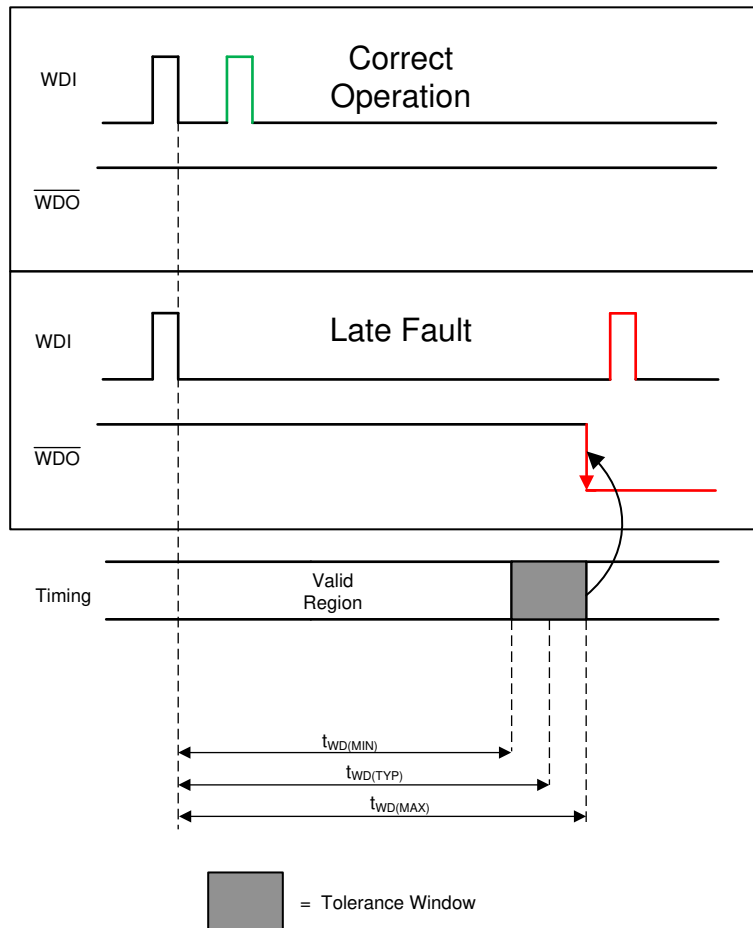 WDI
Correct
Operation
WDO
WDI
Late Fault
WDO
Timing
Valid
Region
tWD(MIN)
tWD(TYP)
tWD(MAX)
= Tolerance Window